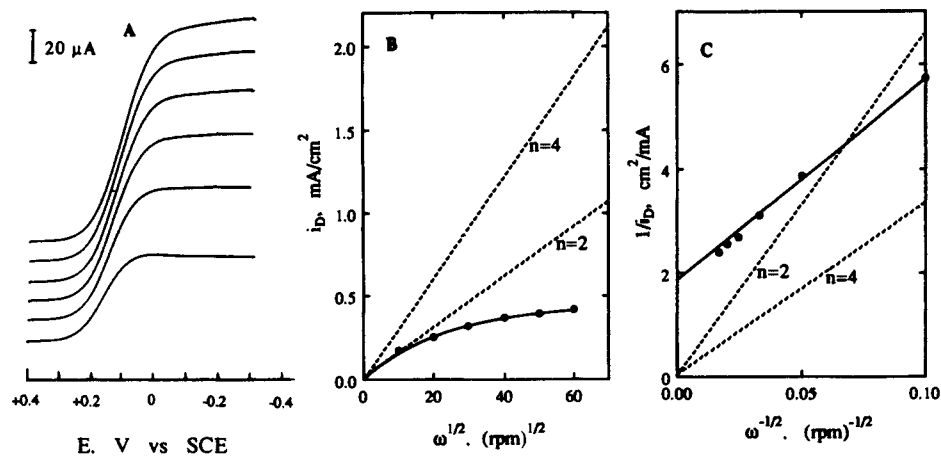 A
20 μA
+0.4 +0.2 0 -0.2 -0.4
E. V vs SCE
B
2.0
1.5
1.0
0.5
0.0
i_D, mA/cm²
n=4
n=2
0 20 40 60
ω^1/2. (rpm)^1/2
C
6
4
2
0
1/i_D, cm²/mA
n=2
n=4
0.00 0.05 0.10
ω^-1/2. (rpm)^-1/2